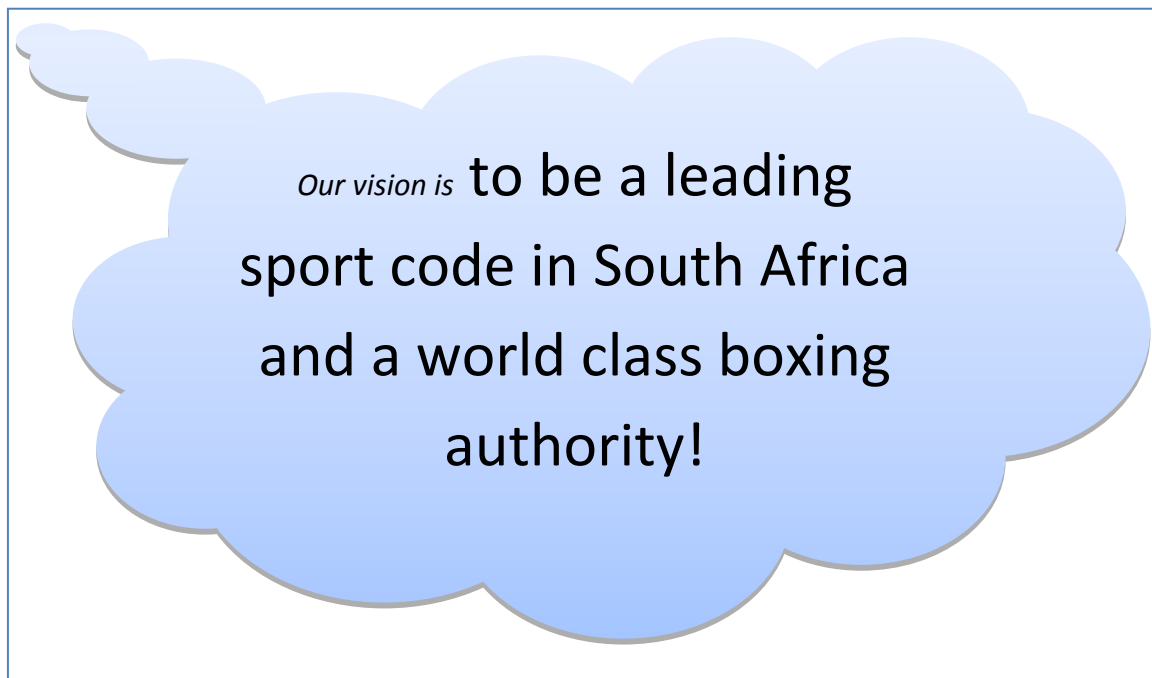 Our vision is to be a leading
sport code in South Africa
and a world class boxing
authority!